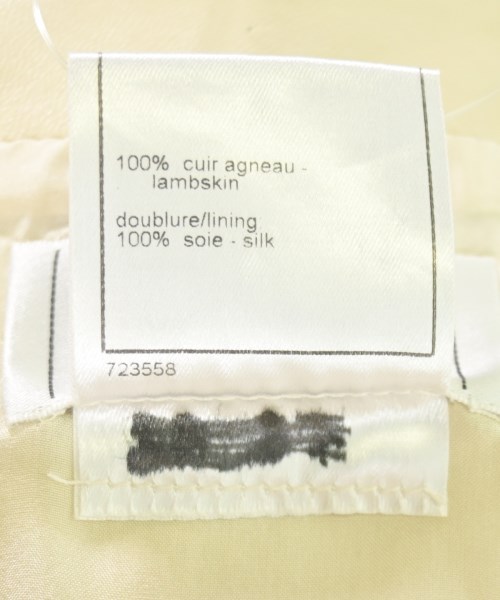 100% cuir agneau -
lambskin
doublure/lining
100% soie - silk
723558